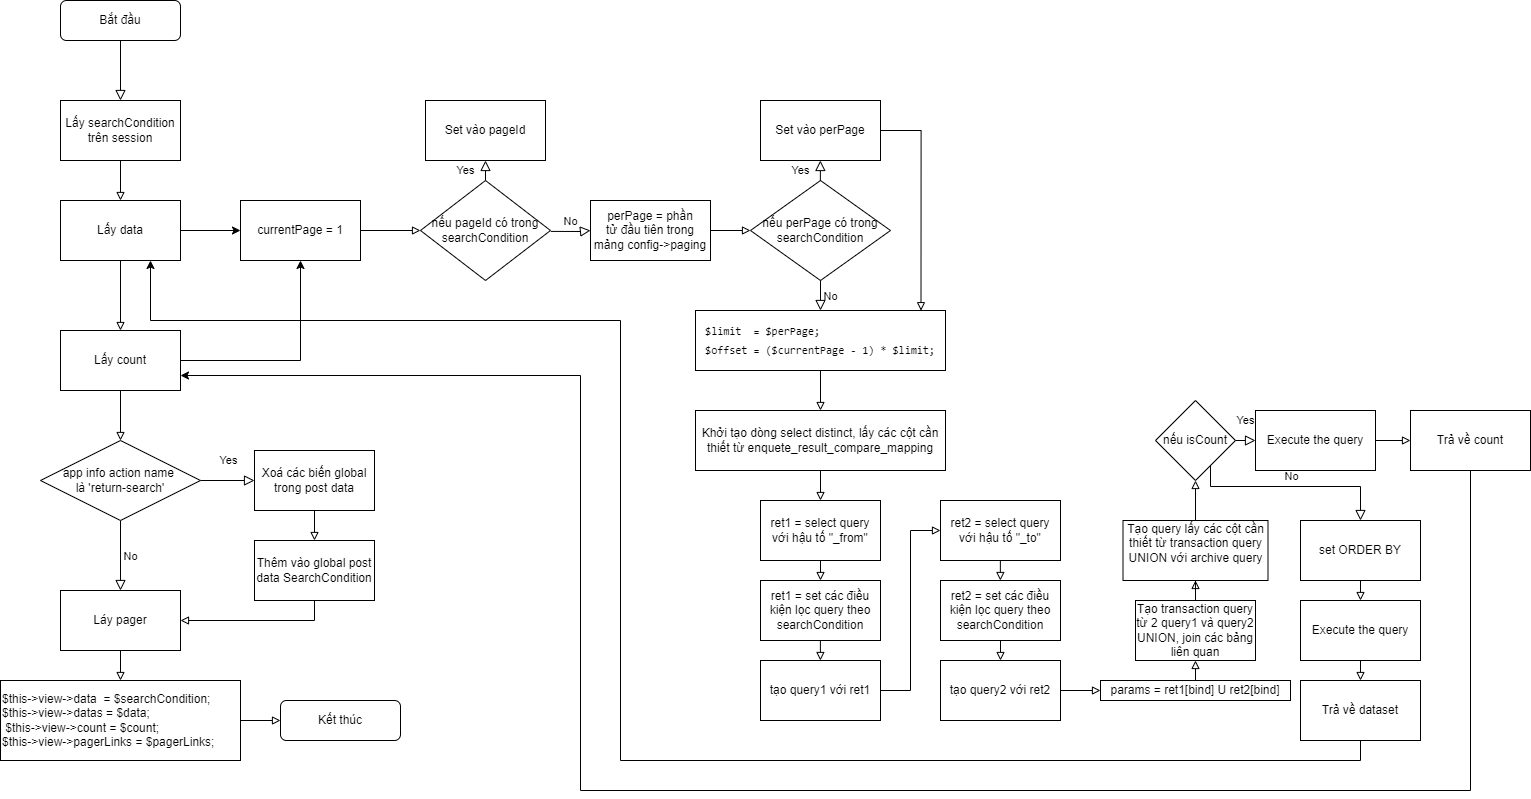 Bắt đầu
Lấy searchCondition
trên session
Lấy data
currentPage = 1
Set vào pageId
Yes
nếu pageId có trong
searchCondition
No
perPage = phần
tử đầu tiên trong
mảng config->paging
Set vào perPage
Yes
nếu perPage có trong
searchCondition
No
$limit  = $perPage;
$offset = ($currentPage - 1) * $limit;
Khởi tạo dòng select distinct, lấy các cột cần
thiết từ enquete_result_compare_mapping
ret1 = select query
với hậu tố "_from"
ret1 = set các điều
kiện lọc query theo
searchCondition
tạo query1 với ret1
ret2 = select query
với hậu tố "_to"
ret2 = set các điều
kiện lọc query theo
searchCondition
tạo query2 với ret2
params = ret1[bind] U ret2[bind]
Tạo transaction query
từ 2 query1 và query2
UNION, join các bảng
liên quan
Tạo query lấy các cột cần
thiết từ transaction query
UNION với archive query
nếu isCount
Yes
Execute the query
Trả về count
No
set ORDER BY
Execute the query
Trả về dataset
Lấy count
app info action name
là 'return-search'
Yes
Xoá các biến global
trong post data
Thêm vào global post
data SearchCondition
No
Láy pager
$this->view->data  = $searchCondition;
$this->view->datas = $data;
$this->view->count = $count;
$this->view->pagerLinks = $pagerLinks;
Kết thúc